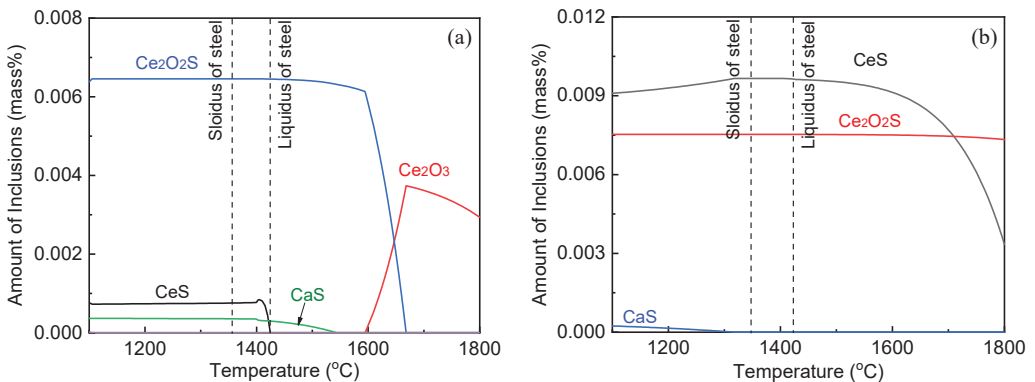 0.008
0.006
0.004
0.002
0.000
Amount of Inclusions (mass%)
(a)
Ce2O2S
Sloidus of steel
Liquidus of steel
Ce2O3
CeS
CaS
1200
1400
1600
1800
Temperature (°C)
0.012
0.009
0.006
0.003
0.000
Amount of Inclusions (mass%)
(b)
CeS
Sloidus of steel
Liquidus of steel
Ce2O2S
CaS
1200
1400
1600
1800
Temperature (°C)